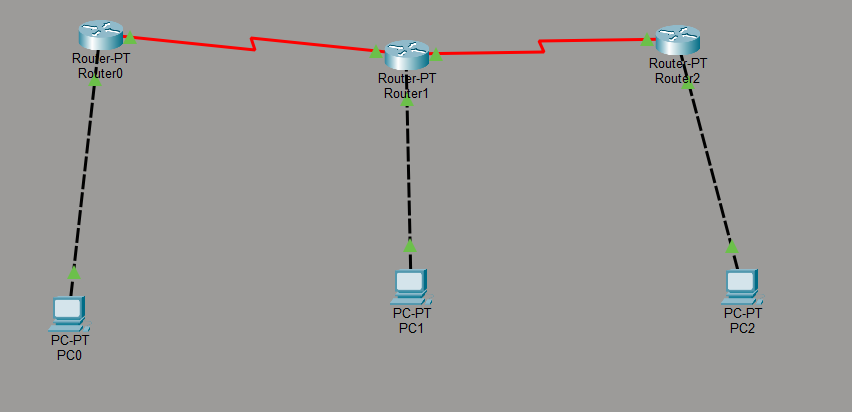 Router-PT
Router0
Router-PT
Router1
Router-PT
Router2
PC-PT
PC0
PC-PT
PC1
PC-PT
PC2